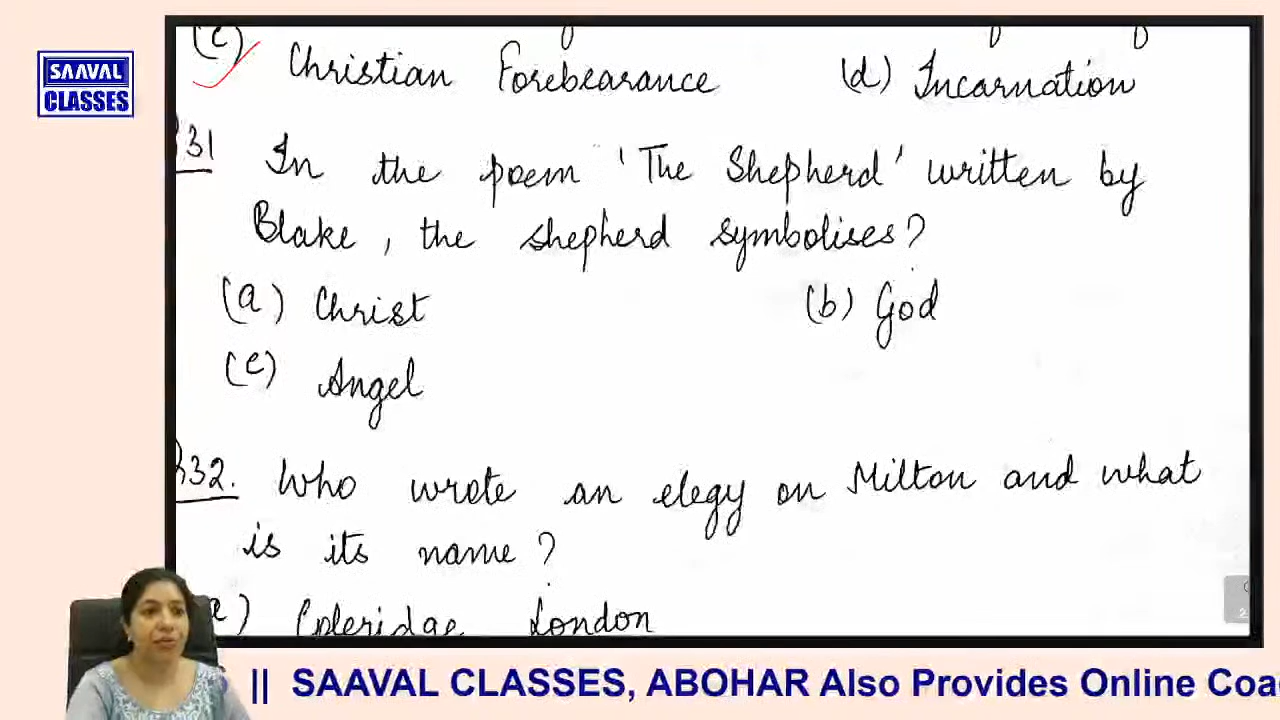 SAAVAL
CLASSES
(c) Christian Forebearance (d) Incarnation
31 In the poem 'The Shepherd' written by
Blake, the shepherd symbolises?
(a) Christ (b) God
(c) Angel
32. Who wrote an elegy on Milton and what
is its name?
) Coleridge, London
|| SAAVAL CLASSES, ABOHAR Also Provides Online Coa